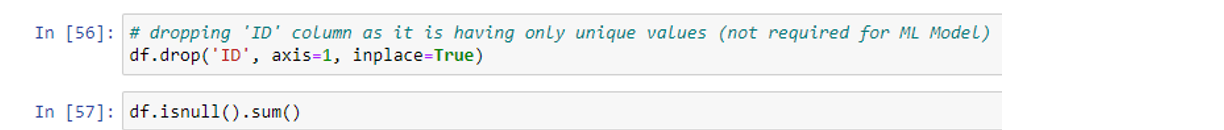 In [56]: # dropping 'ID' column as it is having only unique values (not required for ML Model)
df.drop('ID', axis=1, inplace=True)
In [57]: df.isnull().sum()